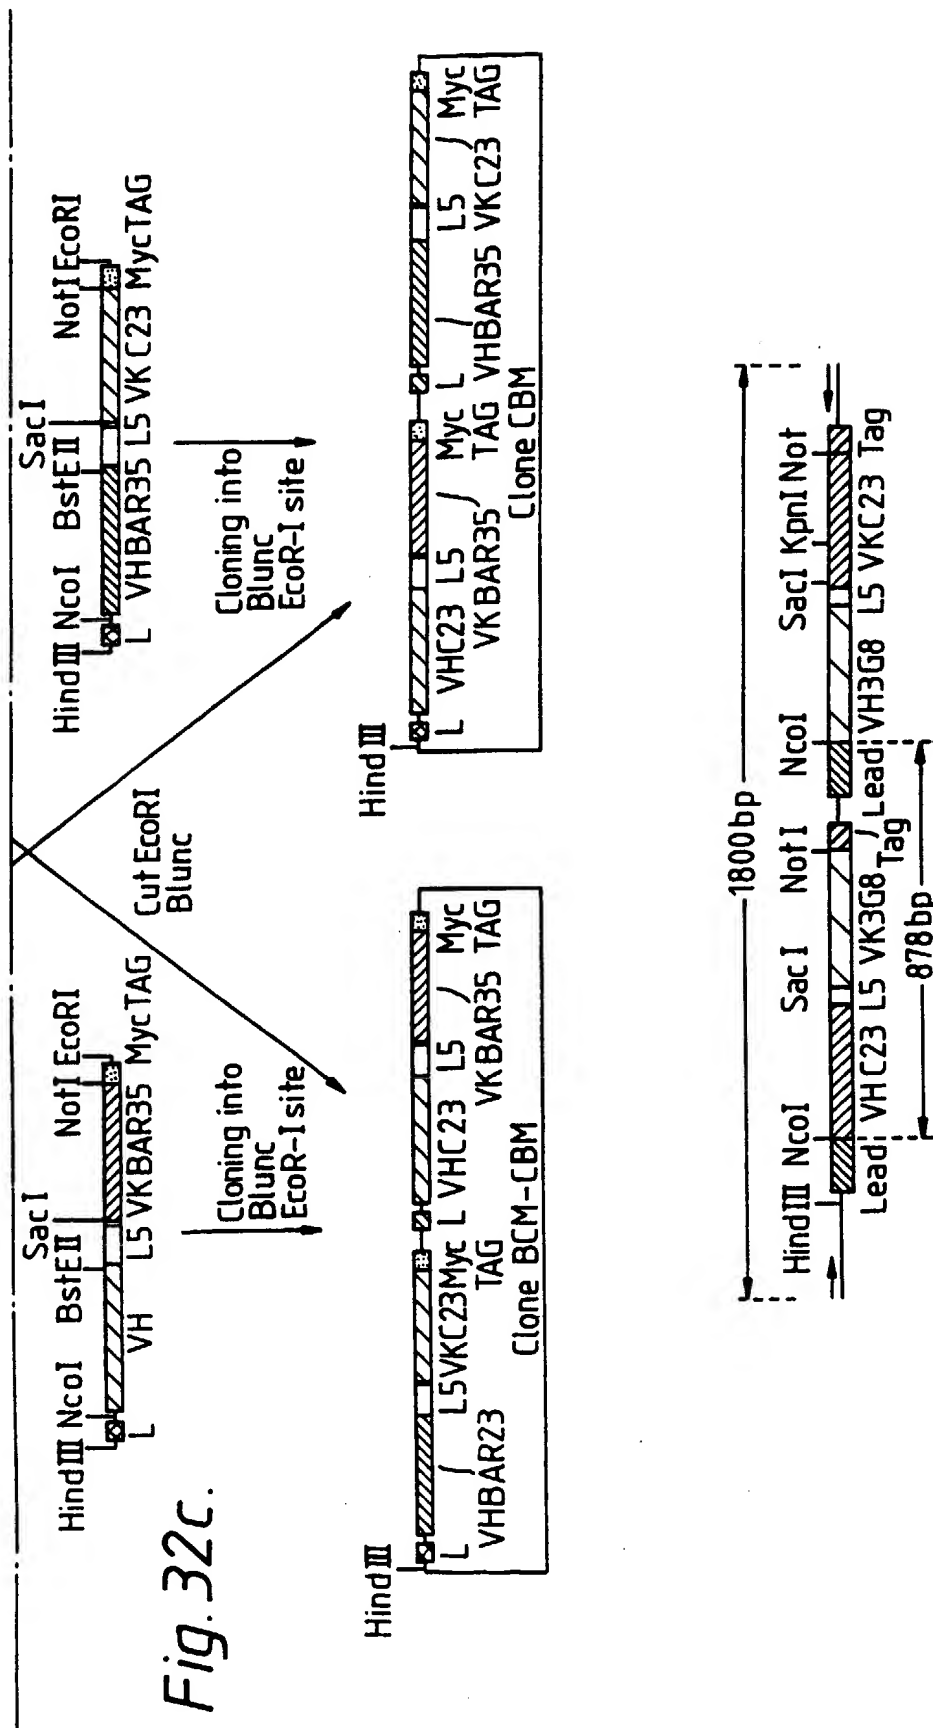 Fig. 32c.
HindIII NcoI BstEII SacI NotI EcoRI
L VH L5 VKBAR35 MycTAG
HindIII NcoI BstEII SacI NotI EcoRI
L VHBAR35 L5 VKC23 MycTAG
Cloning into
Blunc
EcoR-I site
Cut EcoRI
Blunc
Cloning into
Blunc
EcoR-I site
HindIII
L VHBAR23 L5VKC23Myc TAG L VHC23 L5 VKBAR35 Myc TAG
Clone BCM-CBM
HindIII
L VHC23 L5 VKBAR35 Myc TAG L VHBAR35 L5 VKC23 Myc TAG
Clone CBM
1800bp
HindIII NcoI SacI NotI NcoI SacI KpnI Not
Lead VHC23 L5 VK3G8 Tag Lead VH3G8 L5 VKC23 Tag
878bp